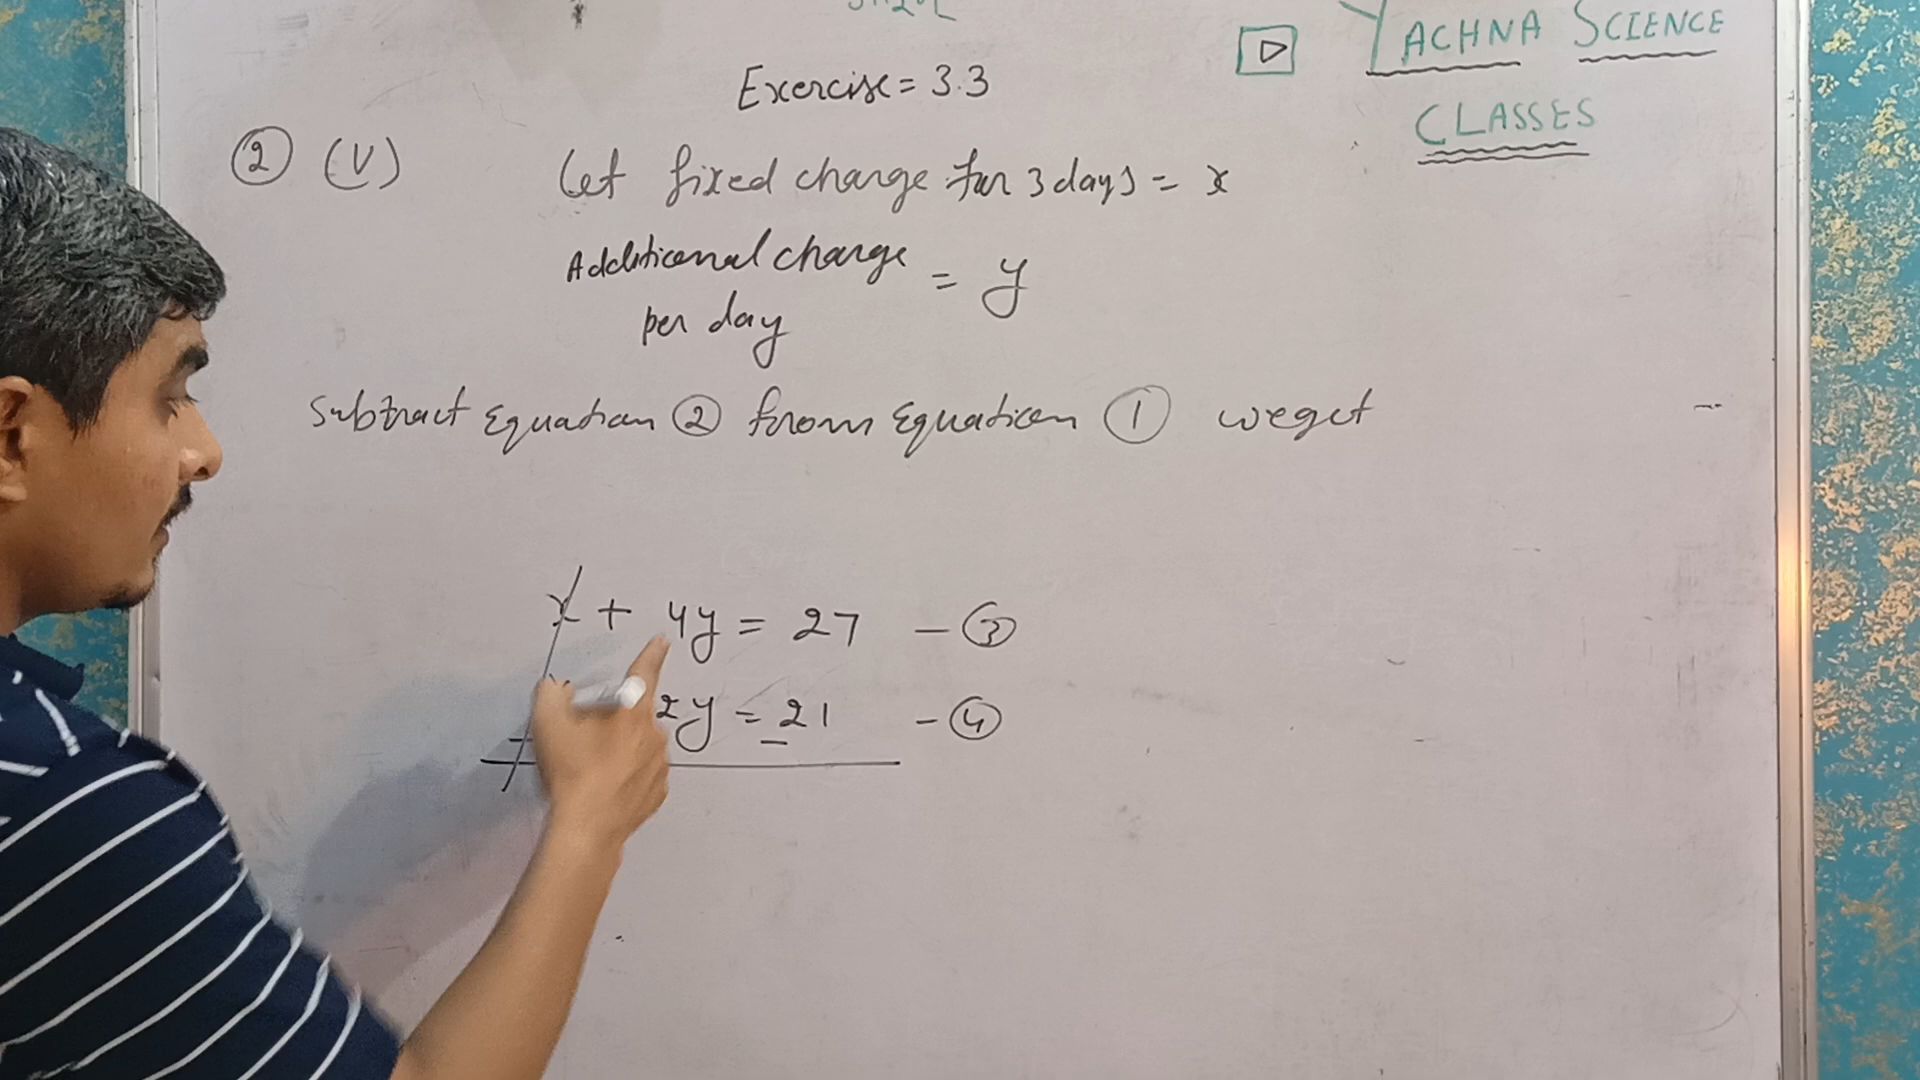 YACHNA SCIENCE
CLASSES
Exercise = 3.3
② (V) Let fixed charge for 3 days = x
Additional charge
per day = y
Subtract Equation ② from Equation ① we get
x + 4y = 27 - ③
2y = 21 - ④